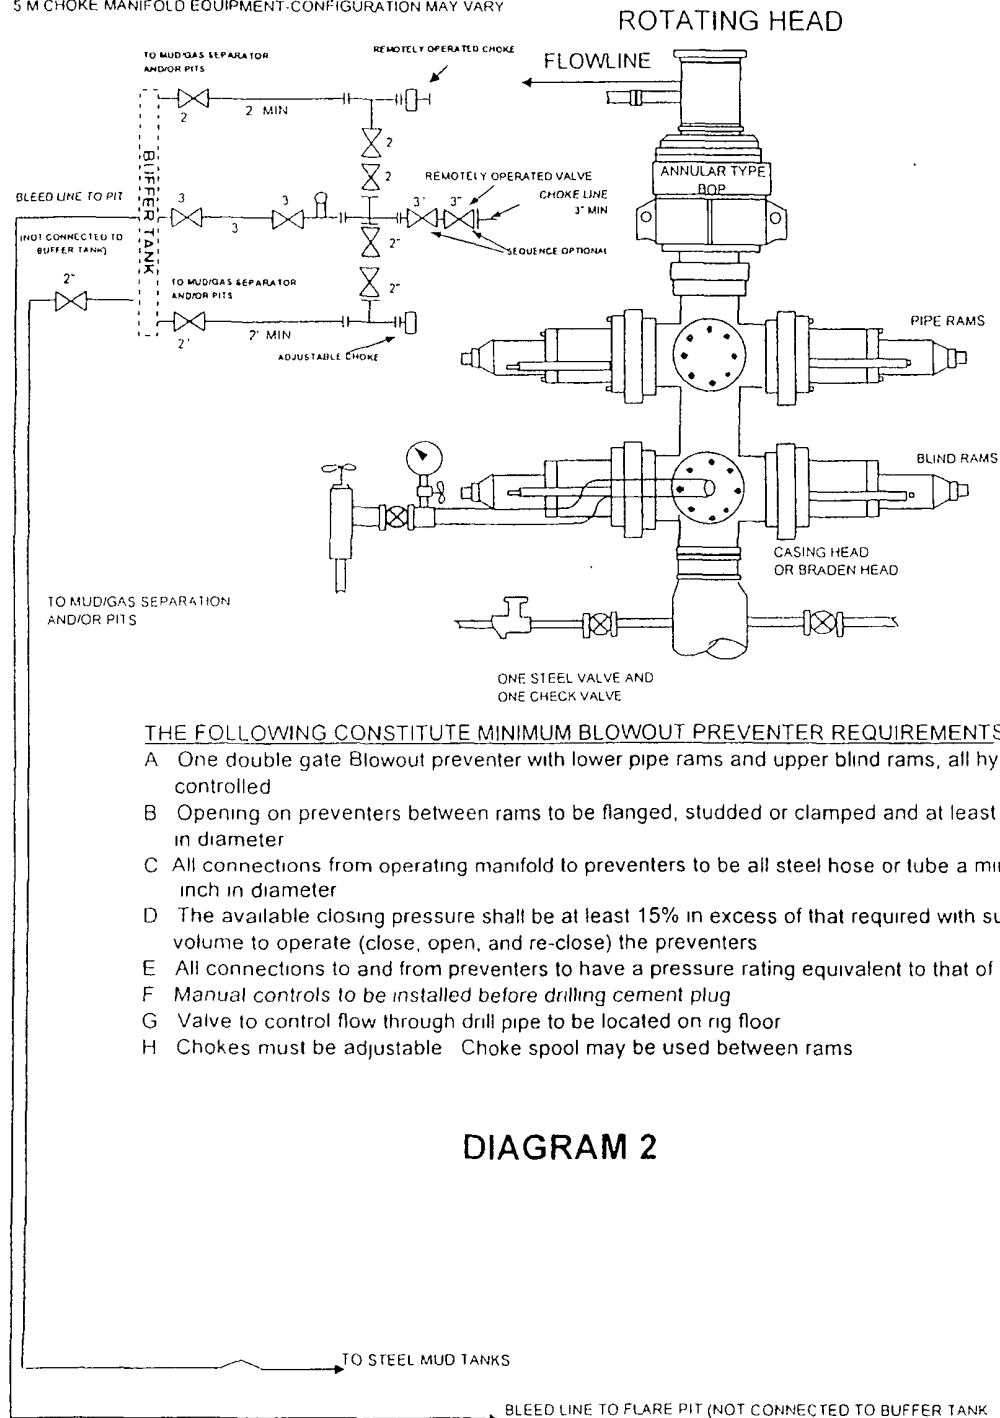 5 M CHOKE MANIFOLD EQUIPMENT-CONFIGURATION MAY VARY
ROTATING HEAD
TO MUD/GAS SEPARATOR
AND/OR PITS
REMOTELY OPERATED CHOKE
FLOWLINE
2
2 MIN
2
2
BUFFER TANK
ANNULAR TYPE
BOP
REMOTELY OPERATED VALVE
CHOKE LINE
3" MIN
BLEED LINE TO PIT
3
3
3
3"
3"
(NOT CONNECTED TO
BUFFER TANK)
2"
SEQUENCE OPTIONAL
2"
TO MUD/GAS SEPARATOR
AND/OR PITS
2"
2'
2' MIN
ADJUSTABLE CHOKE
PIPE RAMS
BLIND RAMS
CASING HEAD
OR BRADEN HEAD
TO MUD/GAS SEPARATION
AND/OR PITS
ONE STEEL VALVE AND
ONE CHECK VALVE
THE FOLLOWING CONSTITUTE MINIMUM BLOWOUT PREVENTER REQUIREMENTS
A One double gate Blowout preventer with lower pipe rams and upper blind rams, all hy
controlled
B Opening on preventers between rams to be flanged, studded or clamped and at least
in diameter
C All connections from operating manifold to preventers to be all steel hose or tube a mi
inch in diameter
D The available closing pressure shall be at least 15% in excess of that required with su
volume to operate (close, open, and re-close) the preventers
E All connections to and from preventers to have a pressure rating equivalent to that of
F Manual controls to be installed before drilling cement plug
G Valve to control flow through drill pipe to be located on rig floor
H Chokes must be adjustable Choke spool may be used between rams
DIAGRAM 2
TO STEEL MUD TANKS
BLEED LINE TO FLARE PIT (NOT CONNECTED TO BUFFER TANK